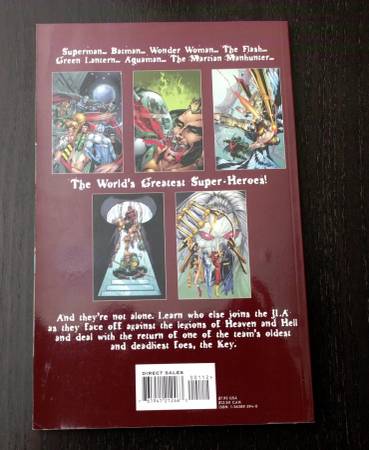 Superman... Batman... Wonder Woman... The Flash...
Green Lantern... Aquaman... The Martian Manhunter...
The World's Greatest Super-Heroes!
And they're not alone. Learn who else joins the JLA
as they face off against the legions of Heaven and Hell
and deal with the return of one of the team's oldest
and deadliest foes, the Key.
DIRECT SALES
$7.95 USA